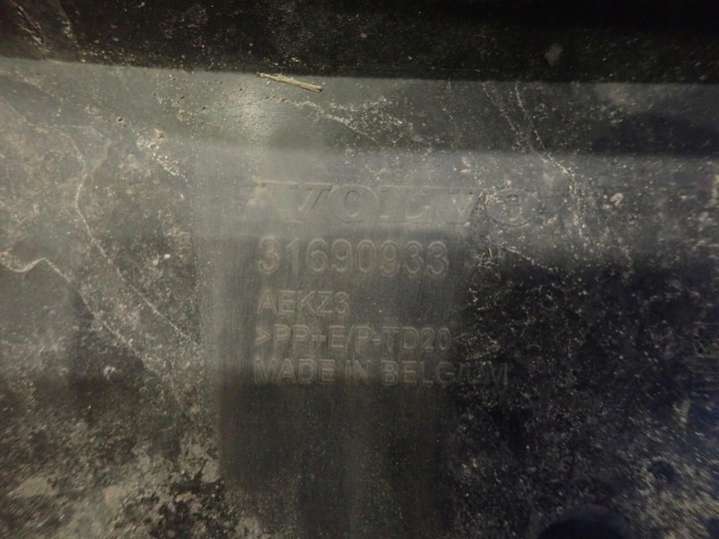 VOLVO
31690933
AEKZ3
>PP+E/P-TD20
MADE IN BELGIUM